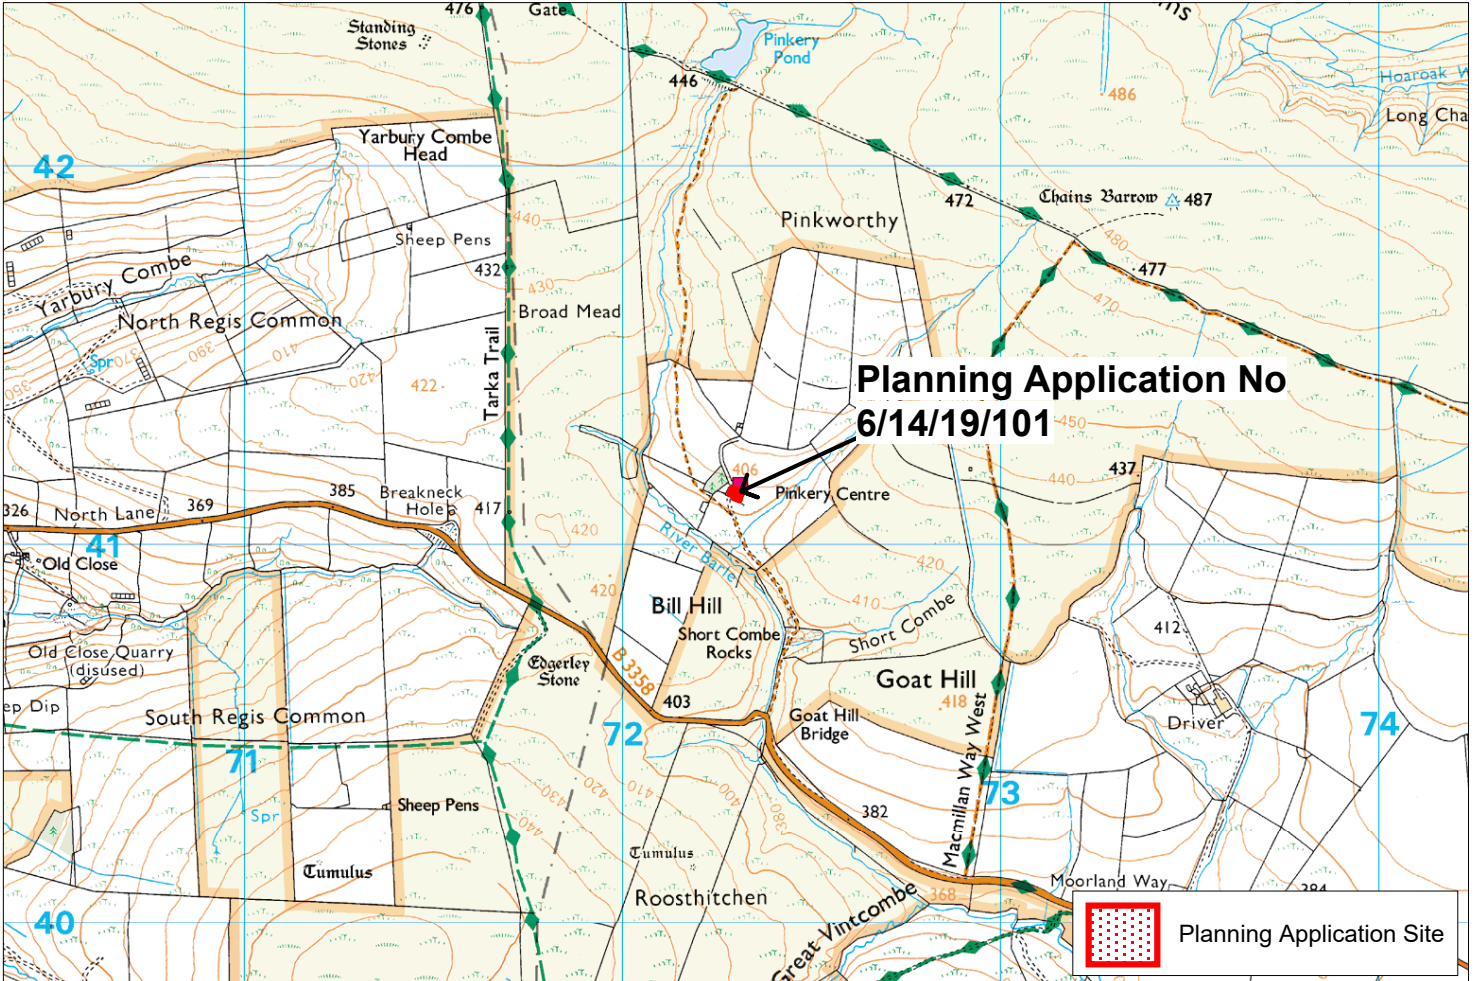 476
Gate
Standing
Stones
Pinkery
Pond
446
486
Hoaroak W
Long Cha
Yarbury Combe
Head
42
Chains Barrow
487
472
440
Pinkworthy
Sheep Pens
480
432
477
Yarbury Combe
430
470
Broad Mead
North Regis Common
Tarka Trail
Spr
370
390
410
350
420
422
Planning Application No
6/14/19/101
450
406
437
440
Pinkery Centre
Breakneck
Hole
385
369
326
North Lane
417
420
41
Old Close
River Barle
420
420
410
Bill Hill
Short Combe
Rocks
Short Combe
412
Old Close Quarry
(disused)
Edgerley
Stone
B 3358
Goat Hill
418
ep Dip
South Regis Common
403
Goat Hill
Bridge
Macmillan Way West
Driver
72
74
71
73
430
420
410
400
380
440
Spr
Sheep Pens
382
Tumulus
Tumulus
Roosthitchen
Moorland Way
368
384
40
Great Vintcombe
Planning Application Site